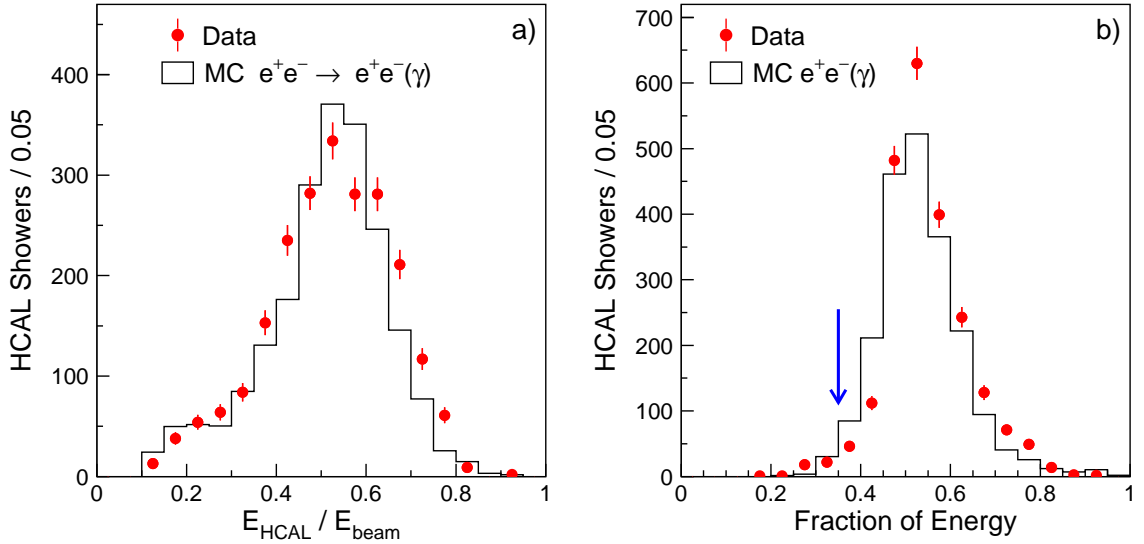 a)
Data
MC e⁺e⁻ → e⁺e⁻(γ)
HCAL Showers / 0.05
400
300
200
100
0
0 0.2 0.4 0.6 0.8 1
E_HCAL / E_beam
b)
Data
MC e⁺e⁻(γ)
HCAL Showers / 0.05
700
600
500
400
300
200
100
0
0 0.2 0.4 0.6 0.8 1
Fraction of Energy